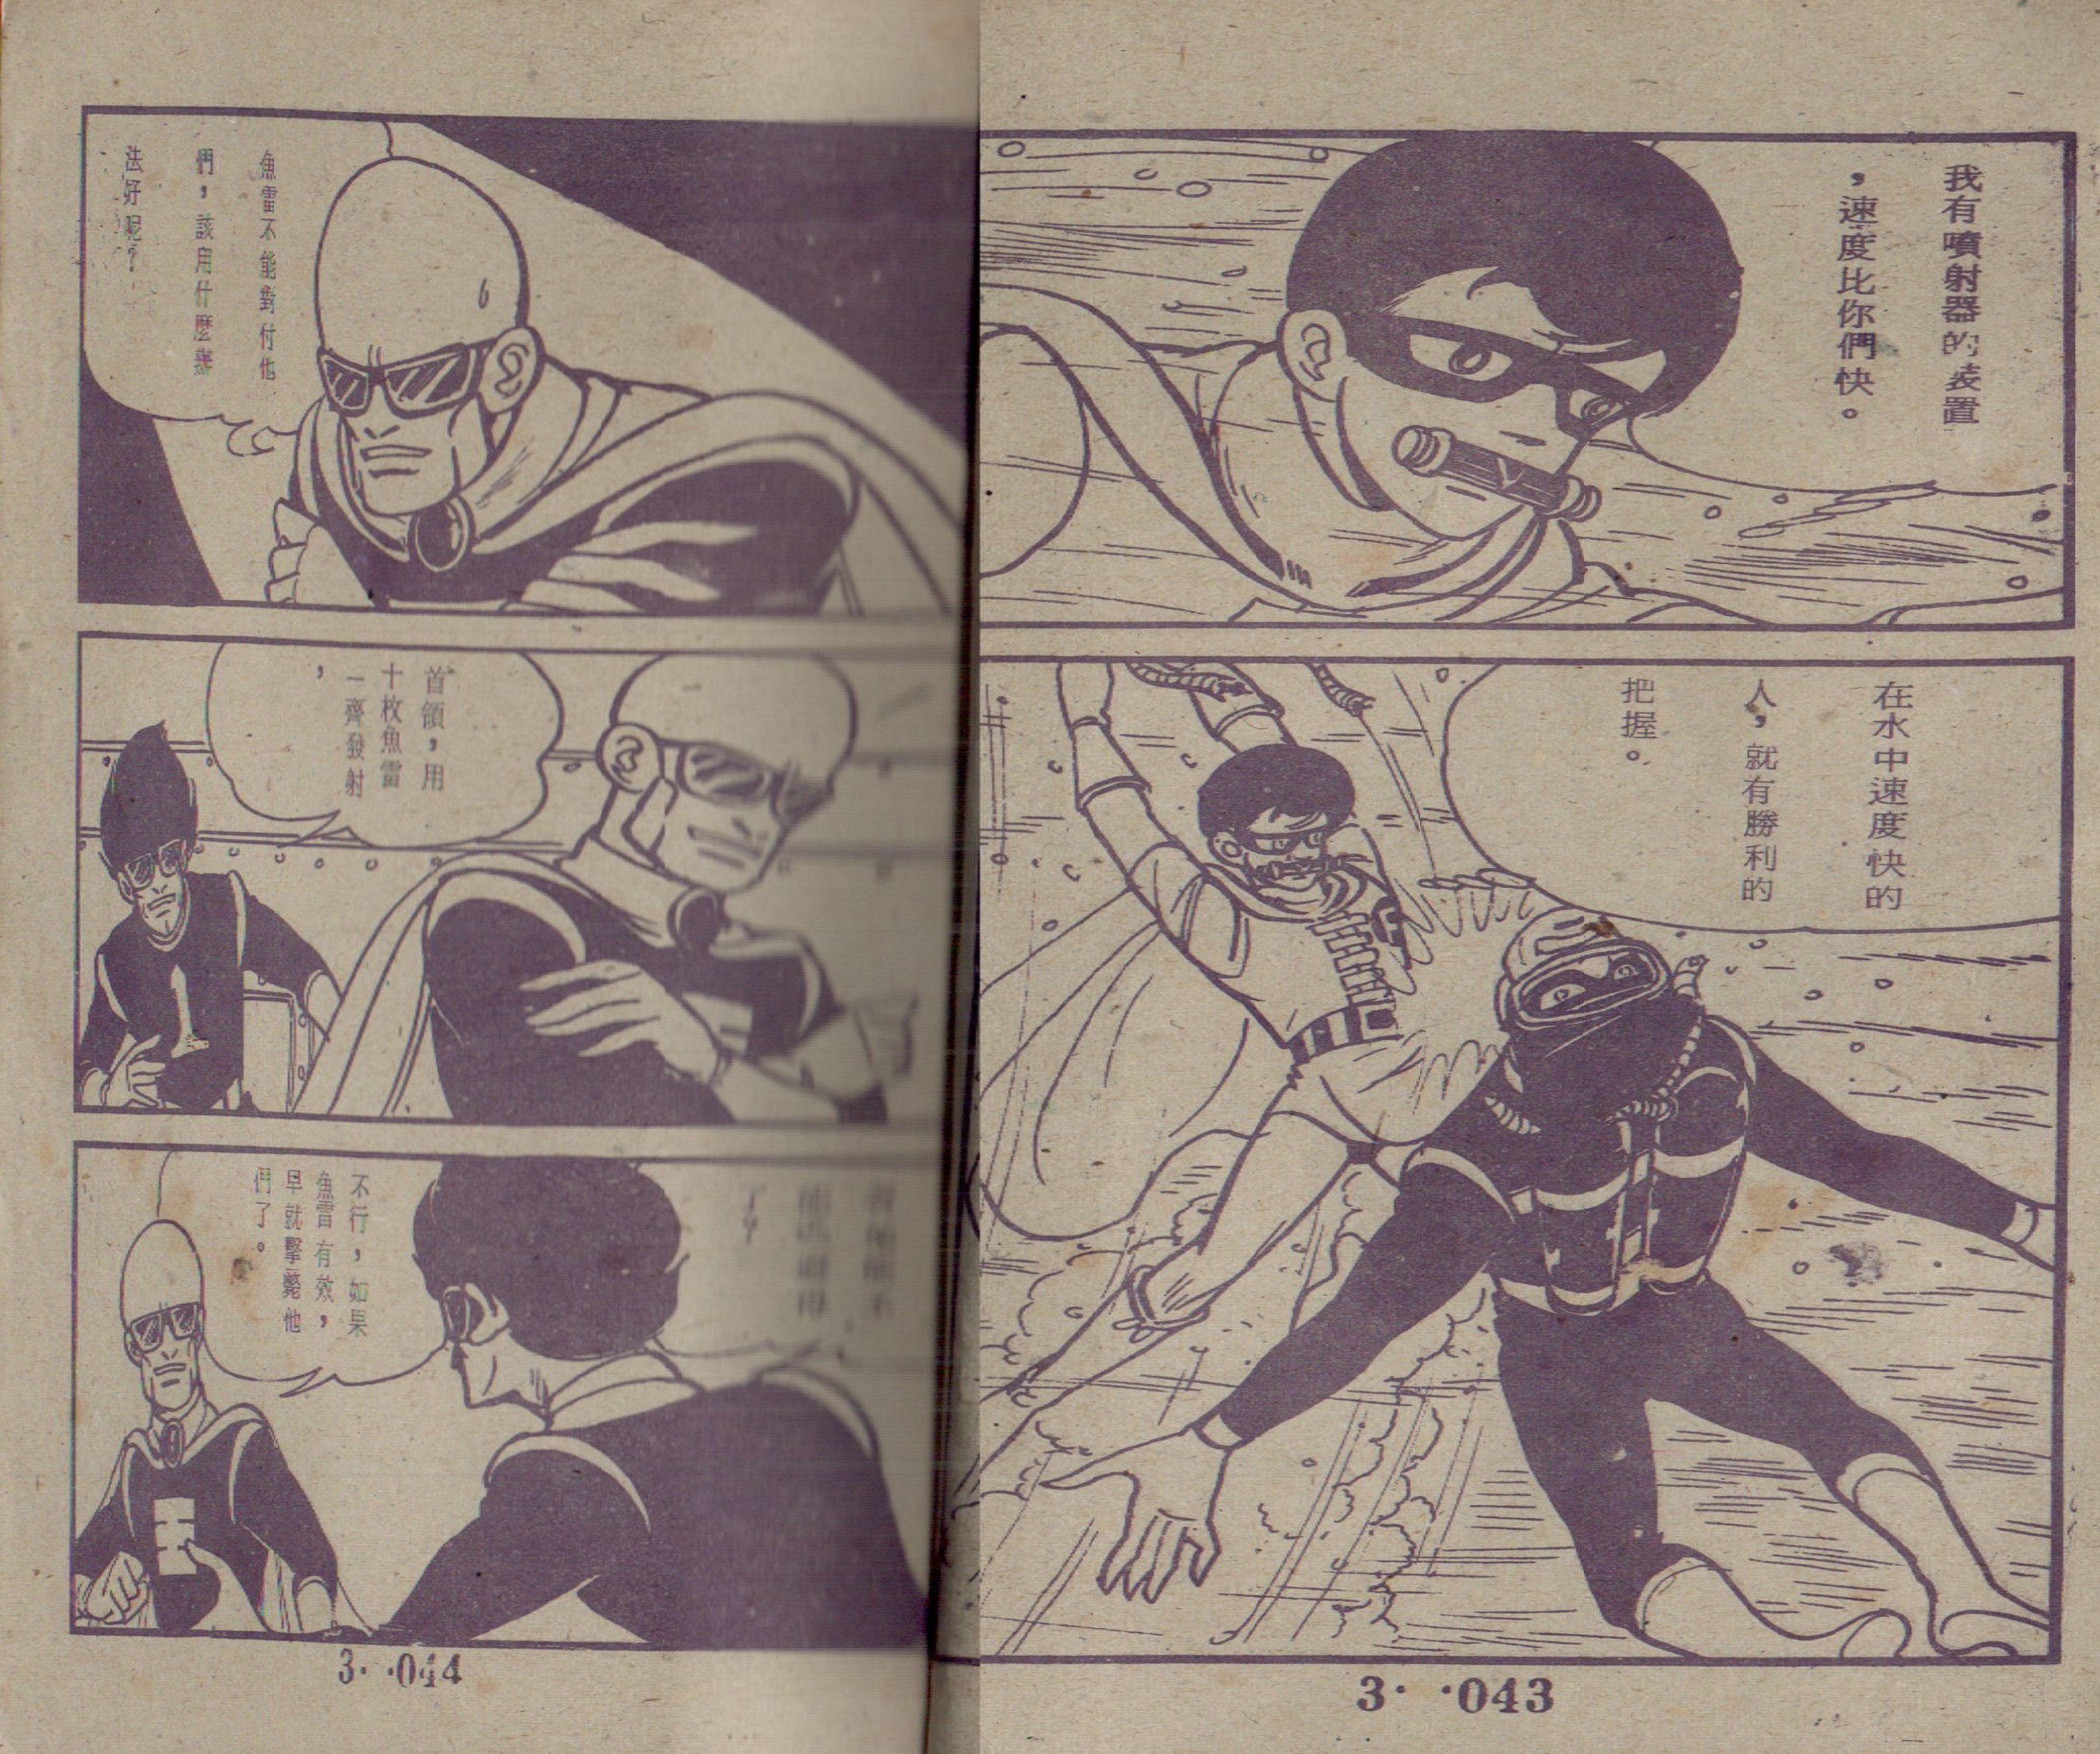 我有噴射器的裝置
，速度比你們快。
在水中速度快的
人，就有勝利的
把握。
3··043
魚雷不能對付他
們，該用什麼辦
法好呢？
首領，用
十枚魚雷
一齊發射
，
不行，如果
魚雷有效，
早就擊斃他
們了。
3··044